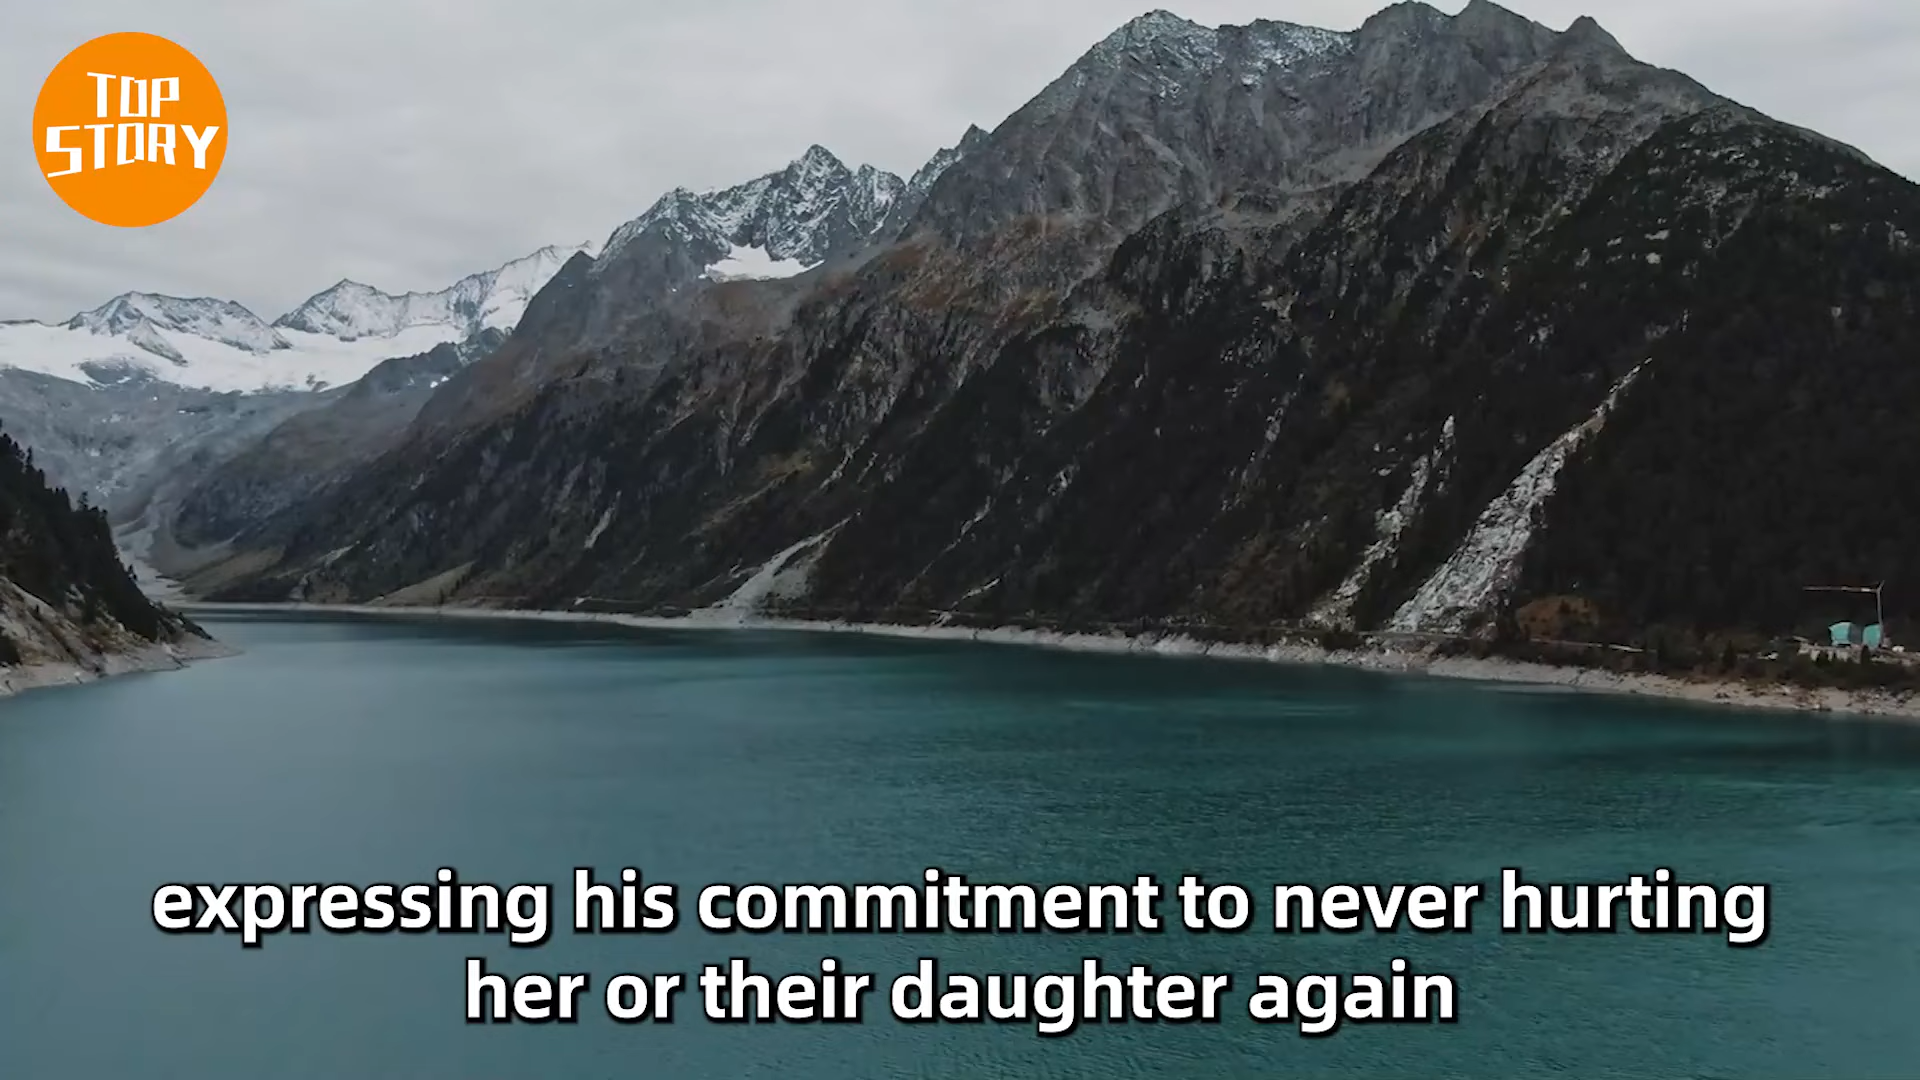 TOP
STORY
expressing his commitment to never hurting
her or their daughter again